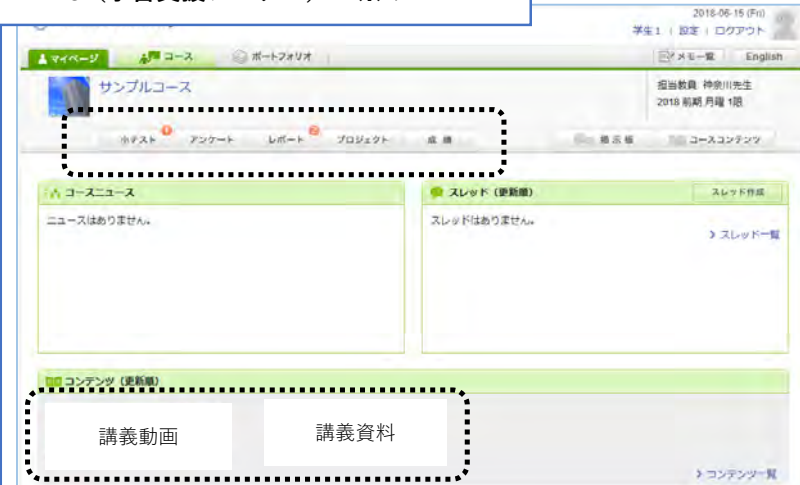 2018-06-15 (Fri)
学生1 | 設定 | ログアウト
マイページ コース ポートフォリオ
メモ一覧 English
サンプルコース
担当教員 神奈川先生
2018 前期 月曜 1限
小テスト アンケート レポート プロジェクト 成績 掲示板 コースコンテンツ
コースニュース
ニュースはありません。
スレッド (更新順) スレッド作成
スレッドはありません。
スレッド一覧
コンテンツ (更新順)
講義動画 講義資料
コンテンツ一覧